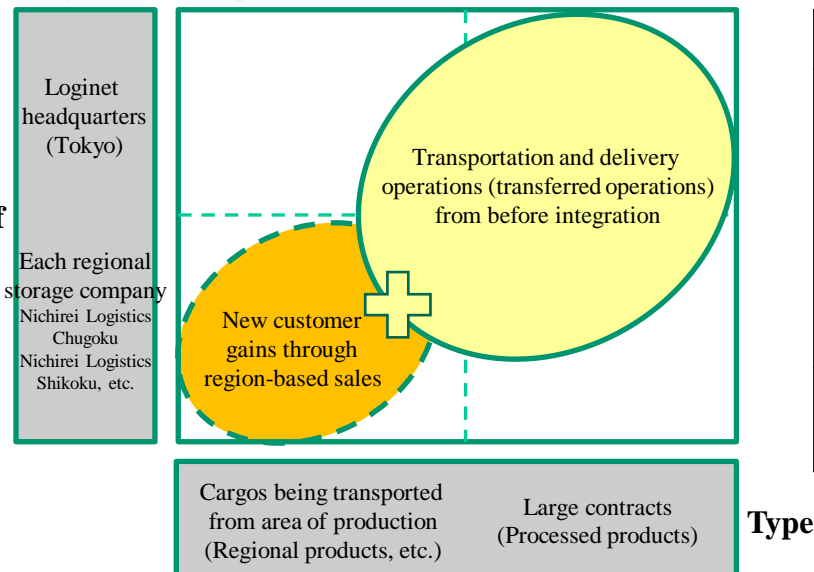 Loginet
headquarters
(Tokyo)
f
Each regional
storage company
Nichirei Logistics
Chugoku
Nichirei Logistics
Shikoku, etc.
Transportation and delivery
operations (transferred operations)
from before integration
New customer
gains through
region-based sales
Cargos being transported
from area of production
(Regional products, etc.)
Large contracts
(Processed products)
Type